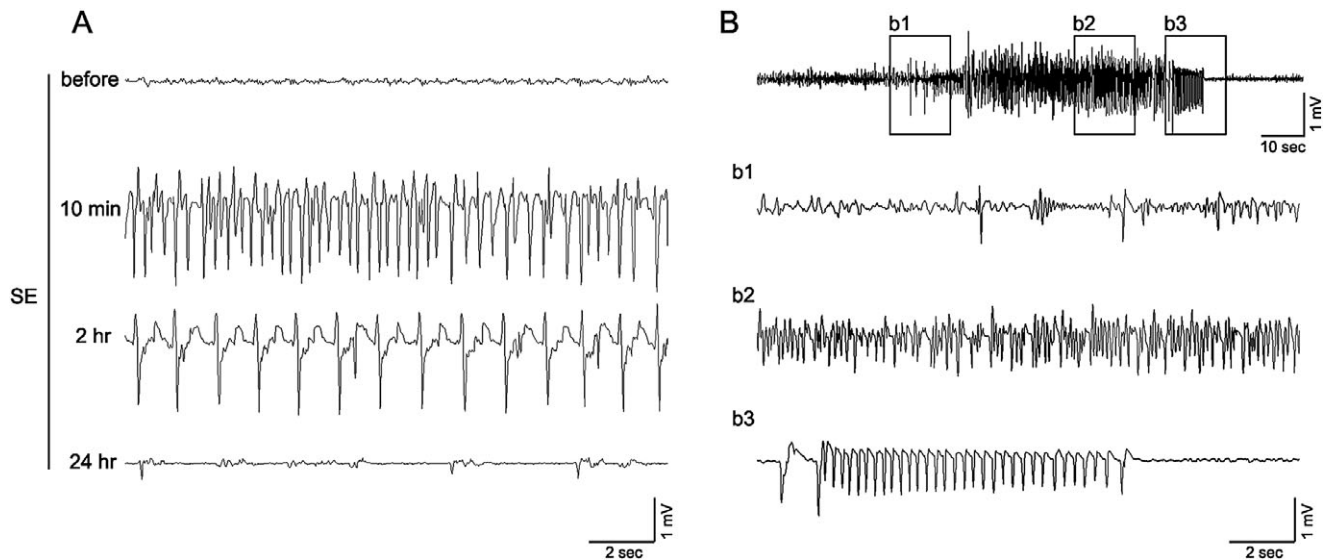 A
before
10 min
SE
2 hr
24 hr
1 mV
2 sec
B
b1 b2 b3
1 mV
10 sec
b1
b2
b3
1 mV
2 sec